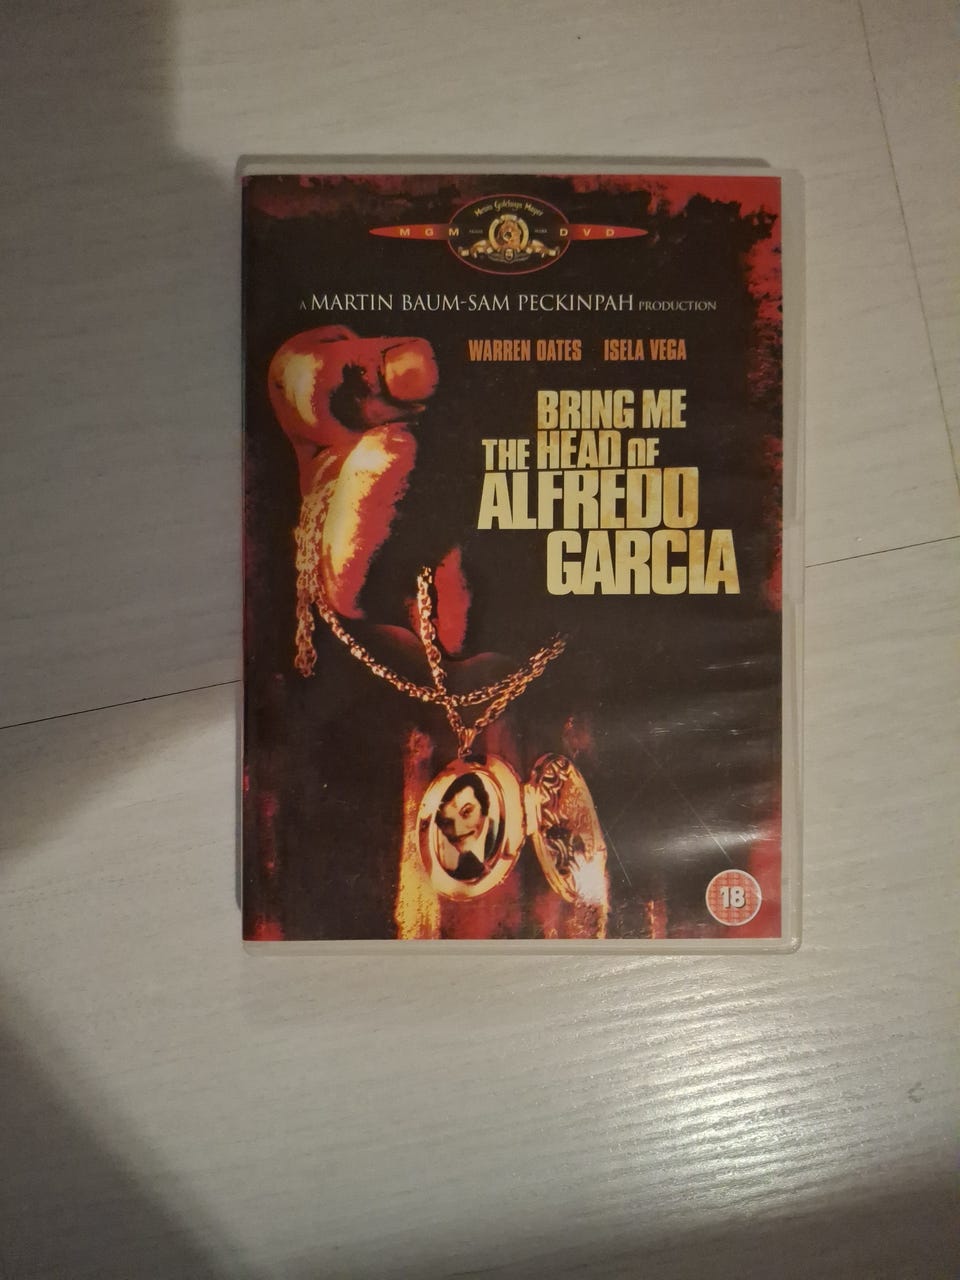 Metro Goldwyn Mayer
MGM DVD
A MARTIN BAUM-SAM PECKINPAH PRODUCTION
WARREN OATES ISELA VEGA
BRING ME
THE HEAD OF
ALFREDO
GARCIA
18